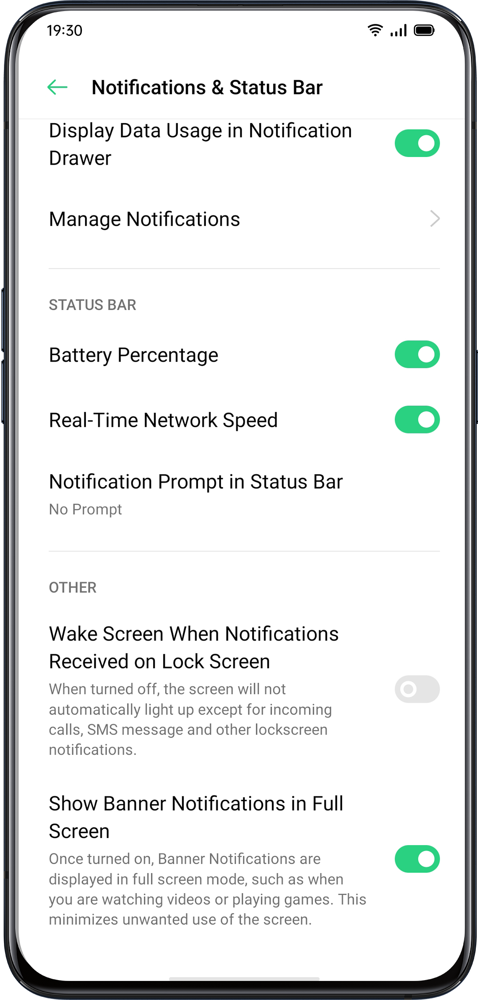 19:30
Notifications & Status Bar
Display Data Usage in Notification
Drawer
Manage Notifications
STATUS BAR
Battery Percentage
Real-Time Network Speed
Notification Prompt in Status Bar
No Prompt
OTHER
Wake Screen When Notifications
Received on Lock Screen
When turned off, the screen will not
automatically light up except for incoming
calls, SMS message and other lockscreen
notifications.
Show Banner Notifications in Full
Screen
Once turned on, Banner Notifications are
displayed in full screen mode, such as when
you are watching videos or playing games. This
minimizes unwanted use of the screen.